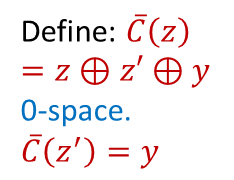 Define: C̄(z)
= z ⊕ z′ ⊕ y
0-space.
C̄(z′) = y